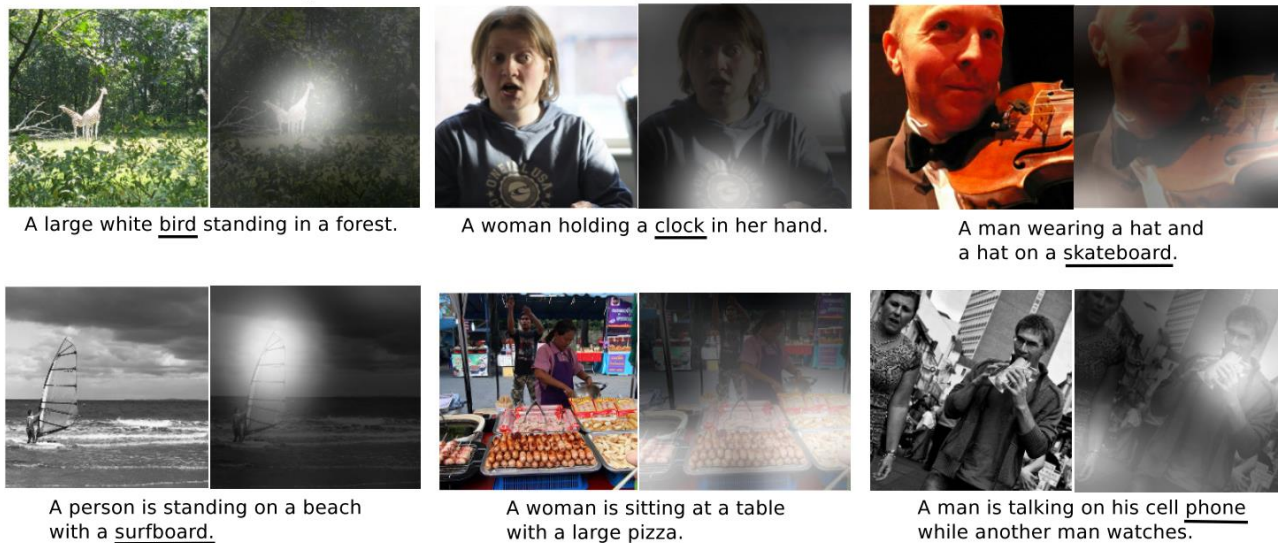 A large white bird standing in a forest.
A woman holding a clock in her hand.
A man wearing a hat and
a hat on a skateboard.
A person is standing on a beach
with a surfboard.
A woman is sitting at a table
with a large pizza.
A man is talking on his cell phone
while another man watches.